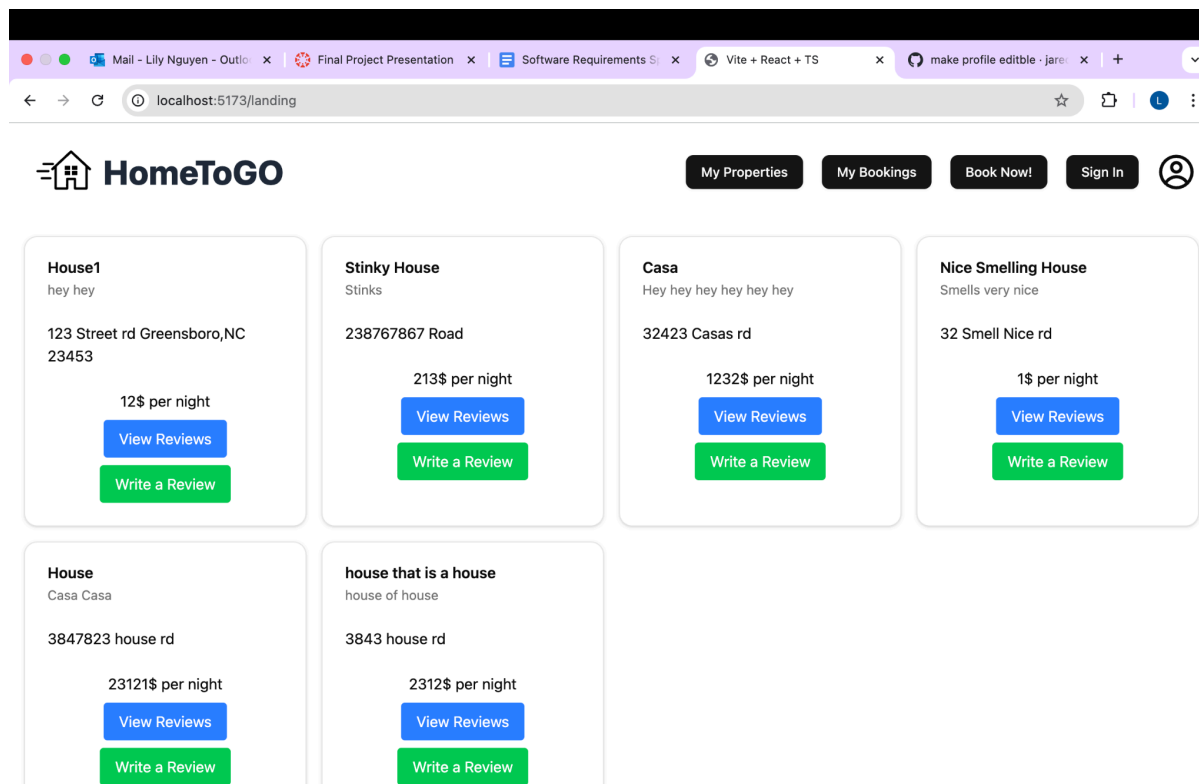 Mail - Lily Nguyen - Outlo
Final Project Presentation
Software Requirements S
Vite + React + TS
make profile editble · jare
localhost:5173/landing
L
HomeToGO
My Properties
My Bookings
Book Now!
Sign In
House1
hey hey
123 Street rd Greensboro,NC
23453
12$ per night
View Reviews
Write a Review
Stinky House
Stinks
238767867 Road
213$ per night
View Reviews
Write a Review
Casa
Hey hey hey hey hey hey
32423 Casas rd
1232$ per night
View Reviews
Write a Review
Nice Smelling House
Smells very nice
32 Smell Nice rd
1$ per night
View Reviews
Write a Review
House
Casa Casa
3847823 house rd
23121$ per night
View Reviews
Write a Review
house that is a house
house of house
3843 house rd
2312$ per night
View Reviews
Write a Review